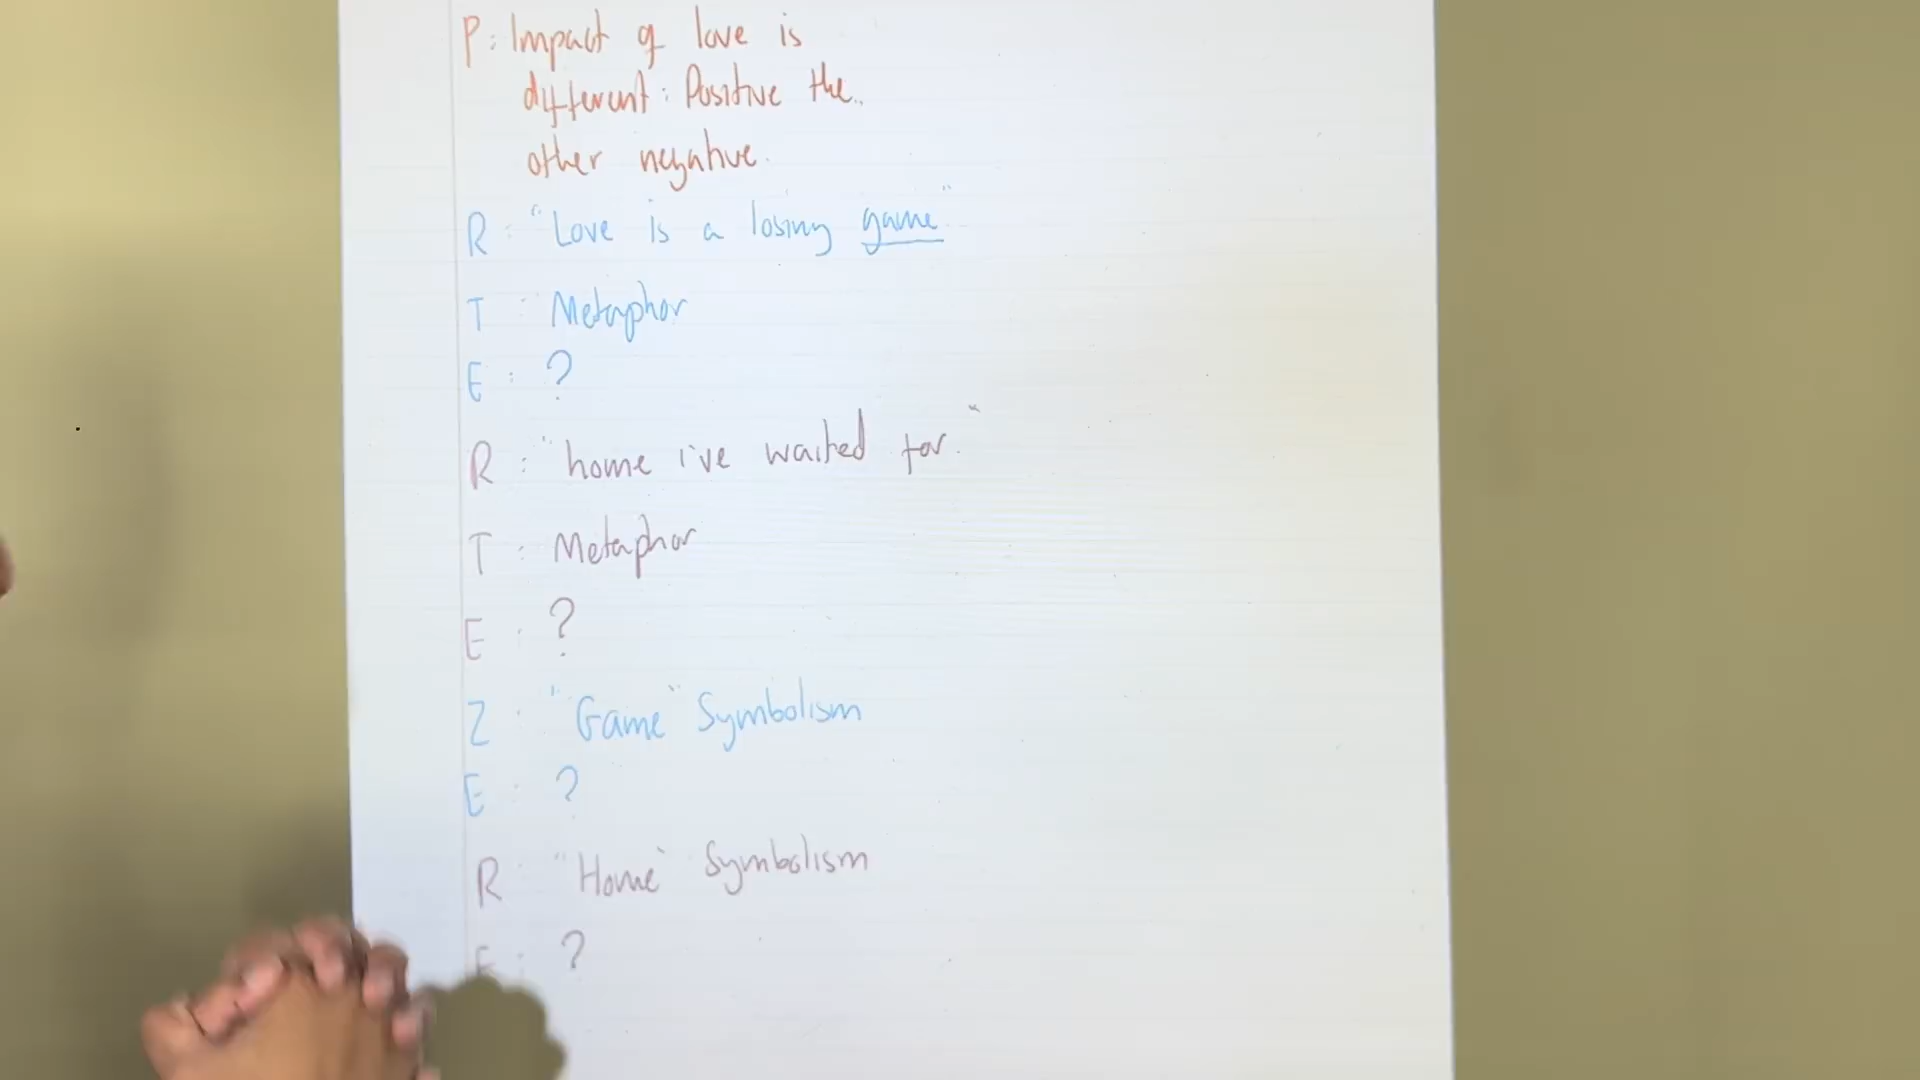 P: Impact of love is
different: Positive the..
other negative.
R: "Love is a losing game"
T: Metaphor
E: ?
R: "home i've waited for."
T: Metaphor
E: ?
Z: "Game" Symbolism
E: ?
R "Home" Symbolism
E: ?